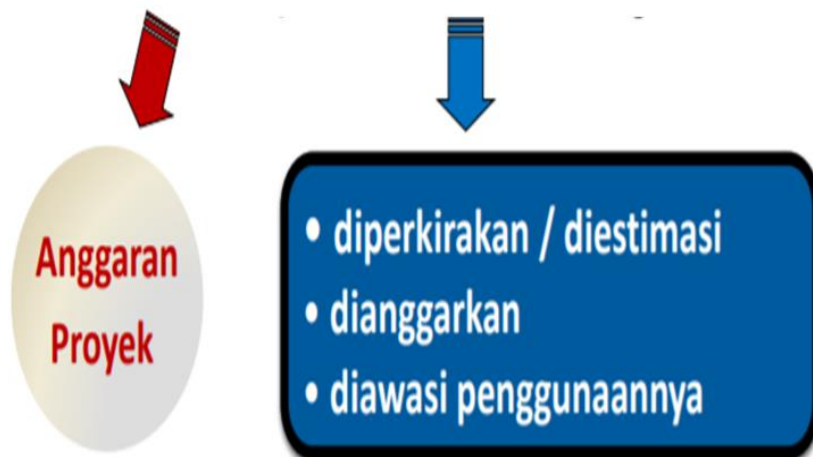 Anggaran
Proyek
• diperkirakan / diestimasi
• dianggarkan
• diawasi penggunaannya